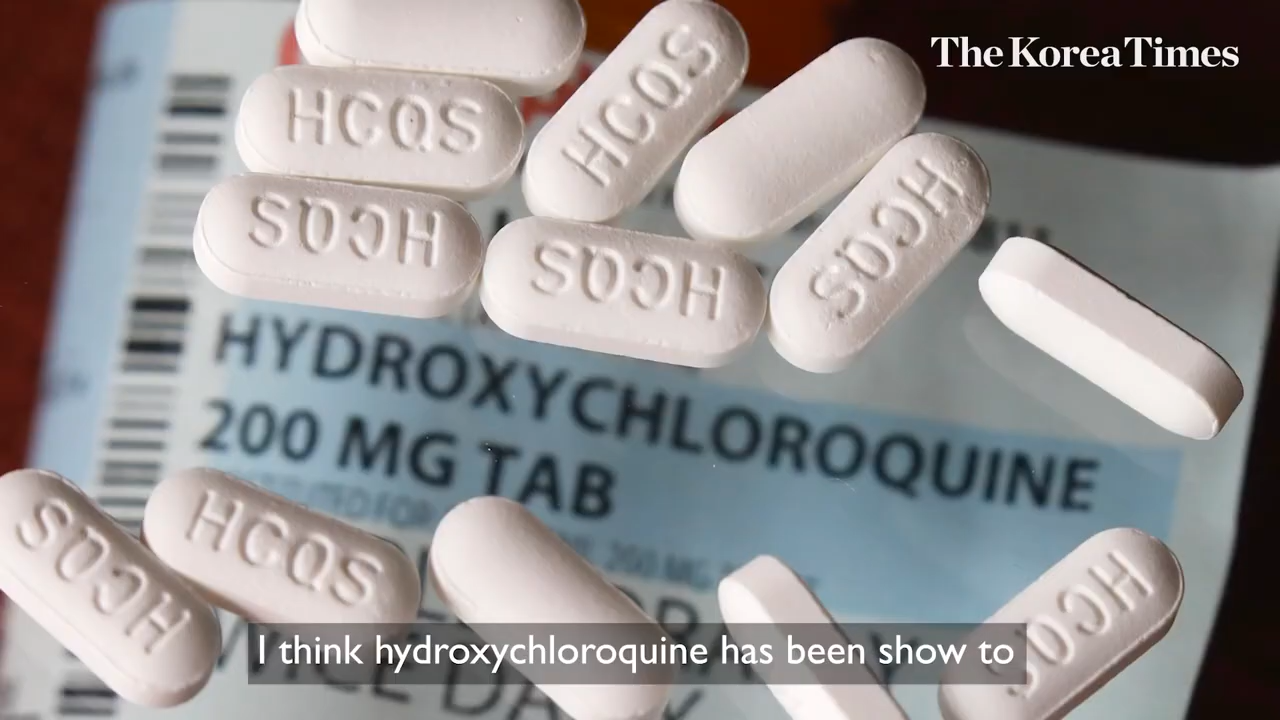 The Korea Times
HCQS
HCQS
HCQS
HCQS
HCQS
HYDROXYCHLOROQUINE
200 MG TAB
HCQS
HCQS
HCQS
I think hydroxychloroquine has been show to